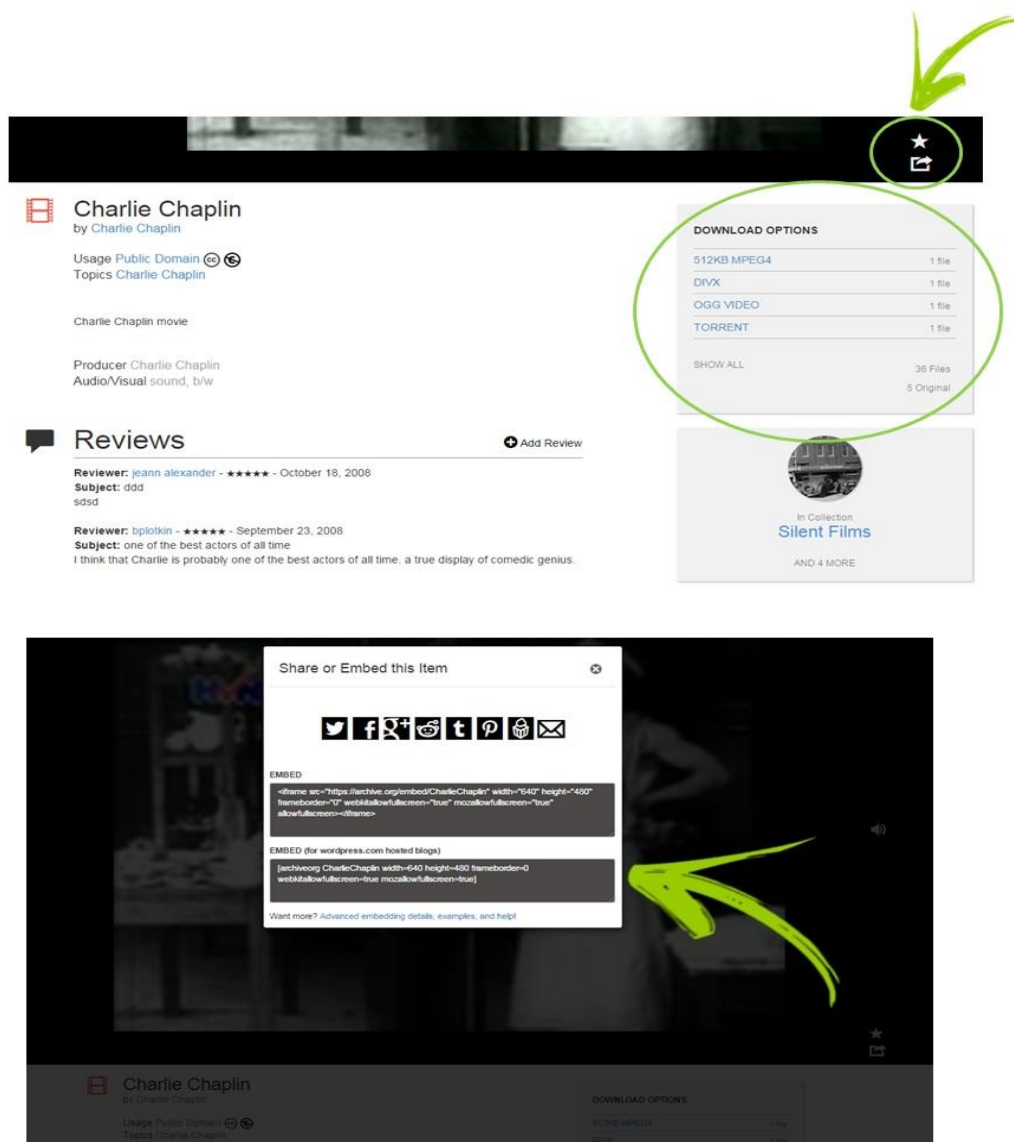 Charlie Chaplin
by Charlie Chaplin
Usage Public Domain
Topics Charlie Chaplin
Charlie Chaplin movie
Producer Charlie Chaplin
Audio/Visual sound, b/w
DOWNLOAD OPTIONS
512KB MPEG4 1 file
DIVX 1 file
OGG VIDEO 1 file
TORRENT 1 file
SHOW ALL 36 Files
5 Original
Reviews
Add Review
Reviewer: jeann alexander - ★★★★★ - October 18, 2008
Subject: ddd
sdsd
Reviewer: bplotkin - ★★★★★ - September 23, 2008
Subject: one of the best actors of all time
I think that Charlie is probably one of the best actors of all time. a true display of comedic genius.
In Collection
Silent Films
AND 4 MORE
Share or Embed this Item
EMBED
<iframe src="https://archive.org/embed/CharlieChaplin" width="640" height="480"
frameborder="0" webkitallowfullscreen="true" mozallowfullscreen="true"
allowfullscreen></iframe>
EMBED (for wordpress.com hosted blogs)
[archiveorg CharlieChaplin width=640 height=480 frameborder=0
webkitallowfullscreen=true mozallowfullscreen=true]
Want more? Advanced embedding details, examples, and help!
Charlie Chaplin
by Charlie Chaplin
Usage Public Domain
Topics Charlie Chaplin
DOWNLOAD OPTIONS
512KB MPEG4 1 file